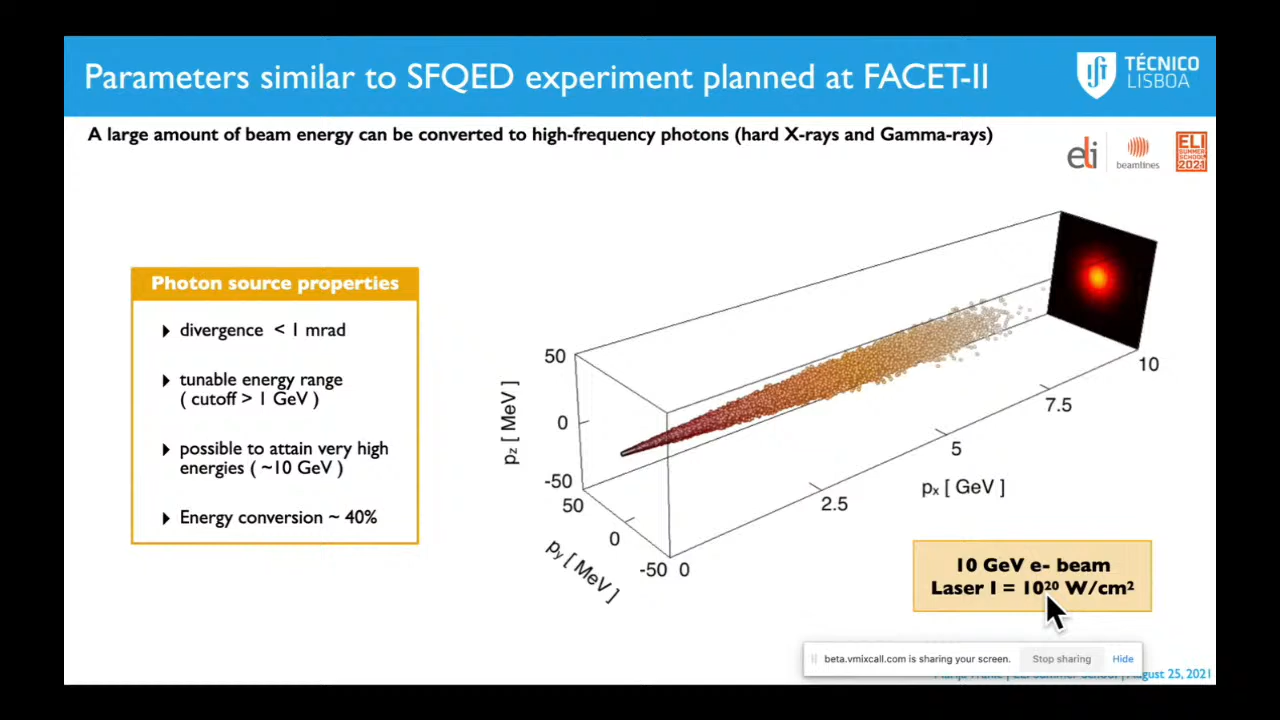 Parameters similar to SFQED experiment planned at FACET-II
TÉCNICO
LISBOA
A large amount of beam energy can be converted to high-frequency photons (hard X-rays and Gamma-rays)
eli
beamlines
ELI
SUMMER
SCHOOL
2021
Photon source properties
divergence < 1 mrad
tunable energy range
( cutoff > 1 GeV )
possible to attain very high
energies ( ~10 GeV )
Energy conversion ~ 40%
50
0
-50
pz [ MeV ]
50
0
-50
py [ MeV ]
0
2.5
5
7.5
10
px [ GeV ]
10 GeV e- beam
Laser I = 10²⁰ W/cm²
beta.vmixcall.com is sharing your screen.
Stop sharing
Hide
August 25, 2021